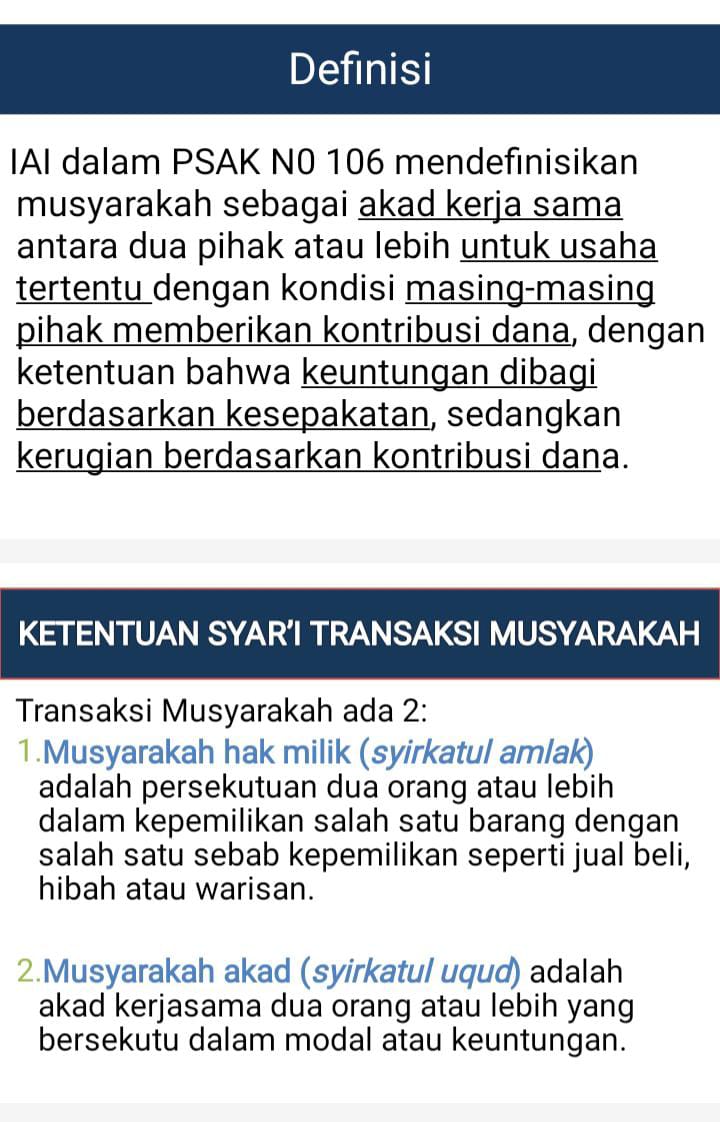 Definisi
IAI dalam PSAK N0 106 mendefinisikan
musyarakah sebagai akad kerja sama
antara dua pihak atau lebih untuk usaha
tertentu dengan kondisi masing-masing
pihak memberikan kontribusi dana, dengan
ketentuan bahwa keuntungan dibagi
berdasarkan kesepakatan, sedangkan
kerugian berdasarkan kontribusi dana.
KETENTUAN SYAR’I TRANSAKSI MUSYARAKAH
Transaksi Musyarakah ada 2:
1.Musyarakah hak milik (syirkatul amlak)
adalah persekutuan dua orang atau lebih
dalam kepemilikan salah satu barang dengan
salah satu sebab kepemilikan seperti jual beli,
hibah atau warisan.
2.Musyarakah akad (syirkatul uqud) adalah
akad kerjasama dua orang atau lebih yang
bersekutu dalam modal atau keuntungan.